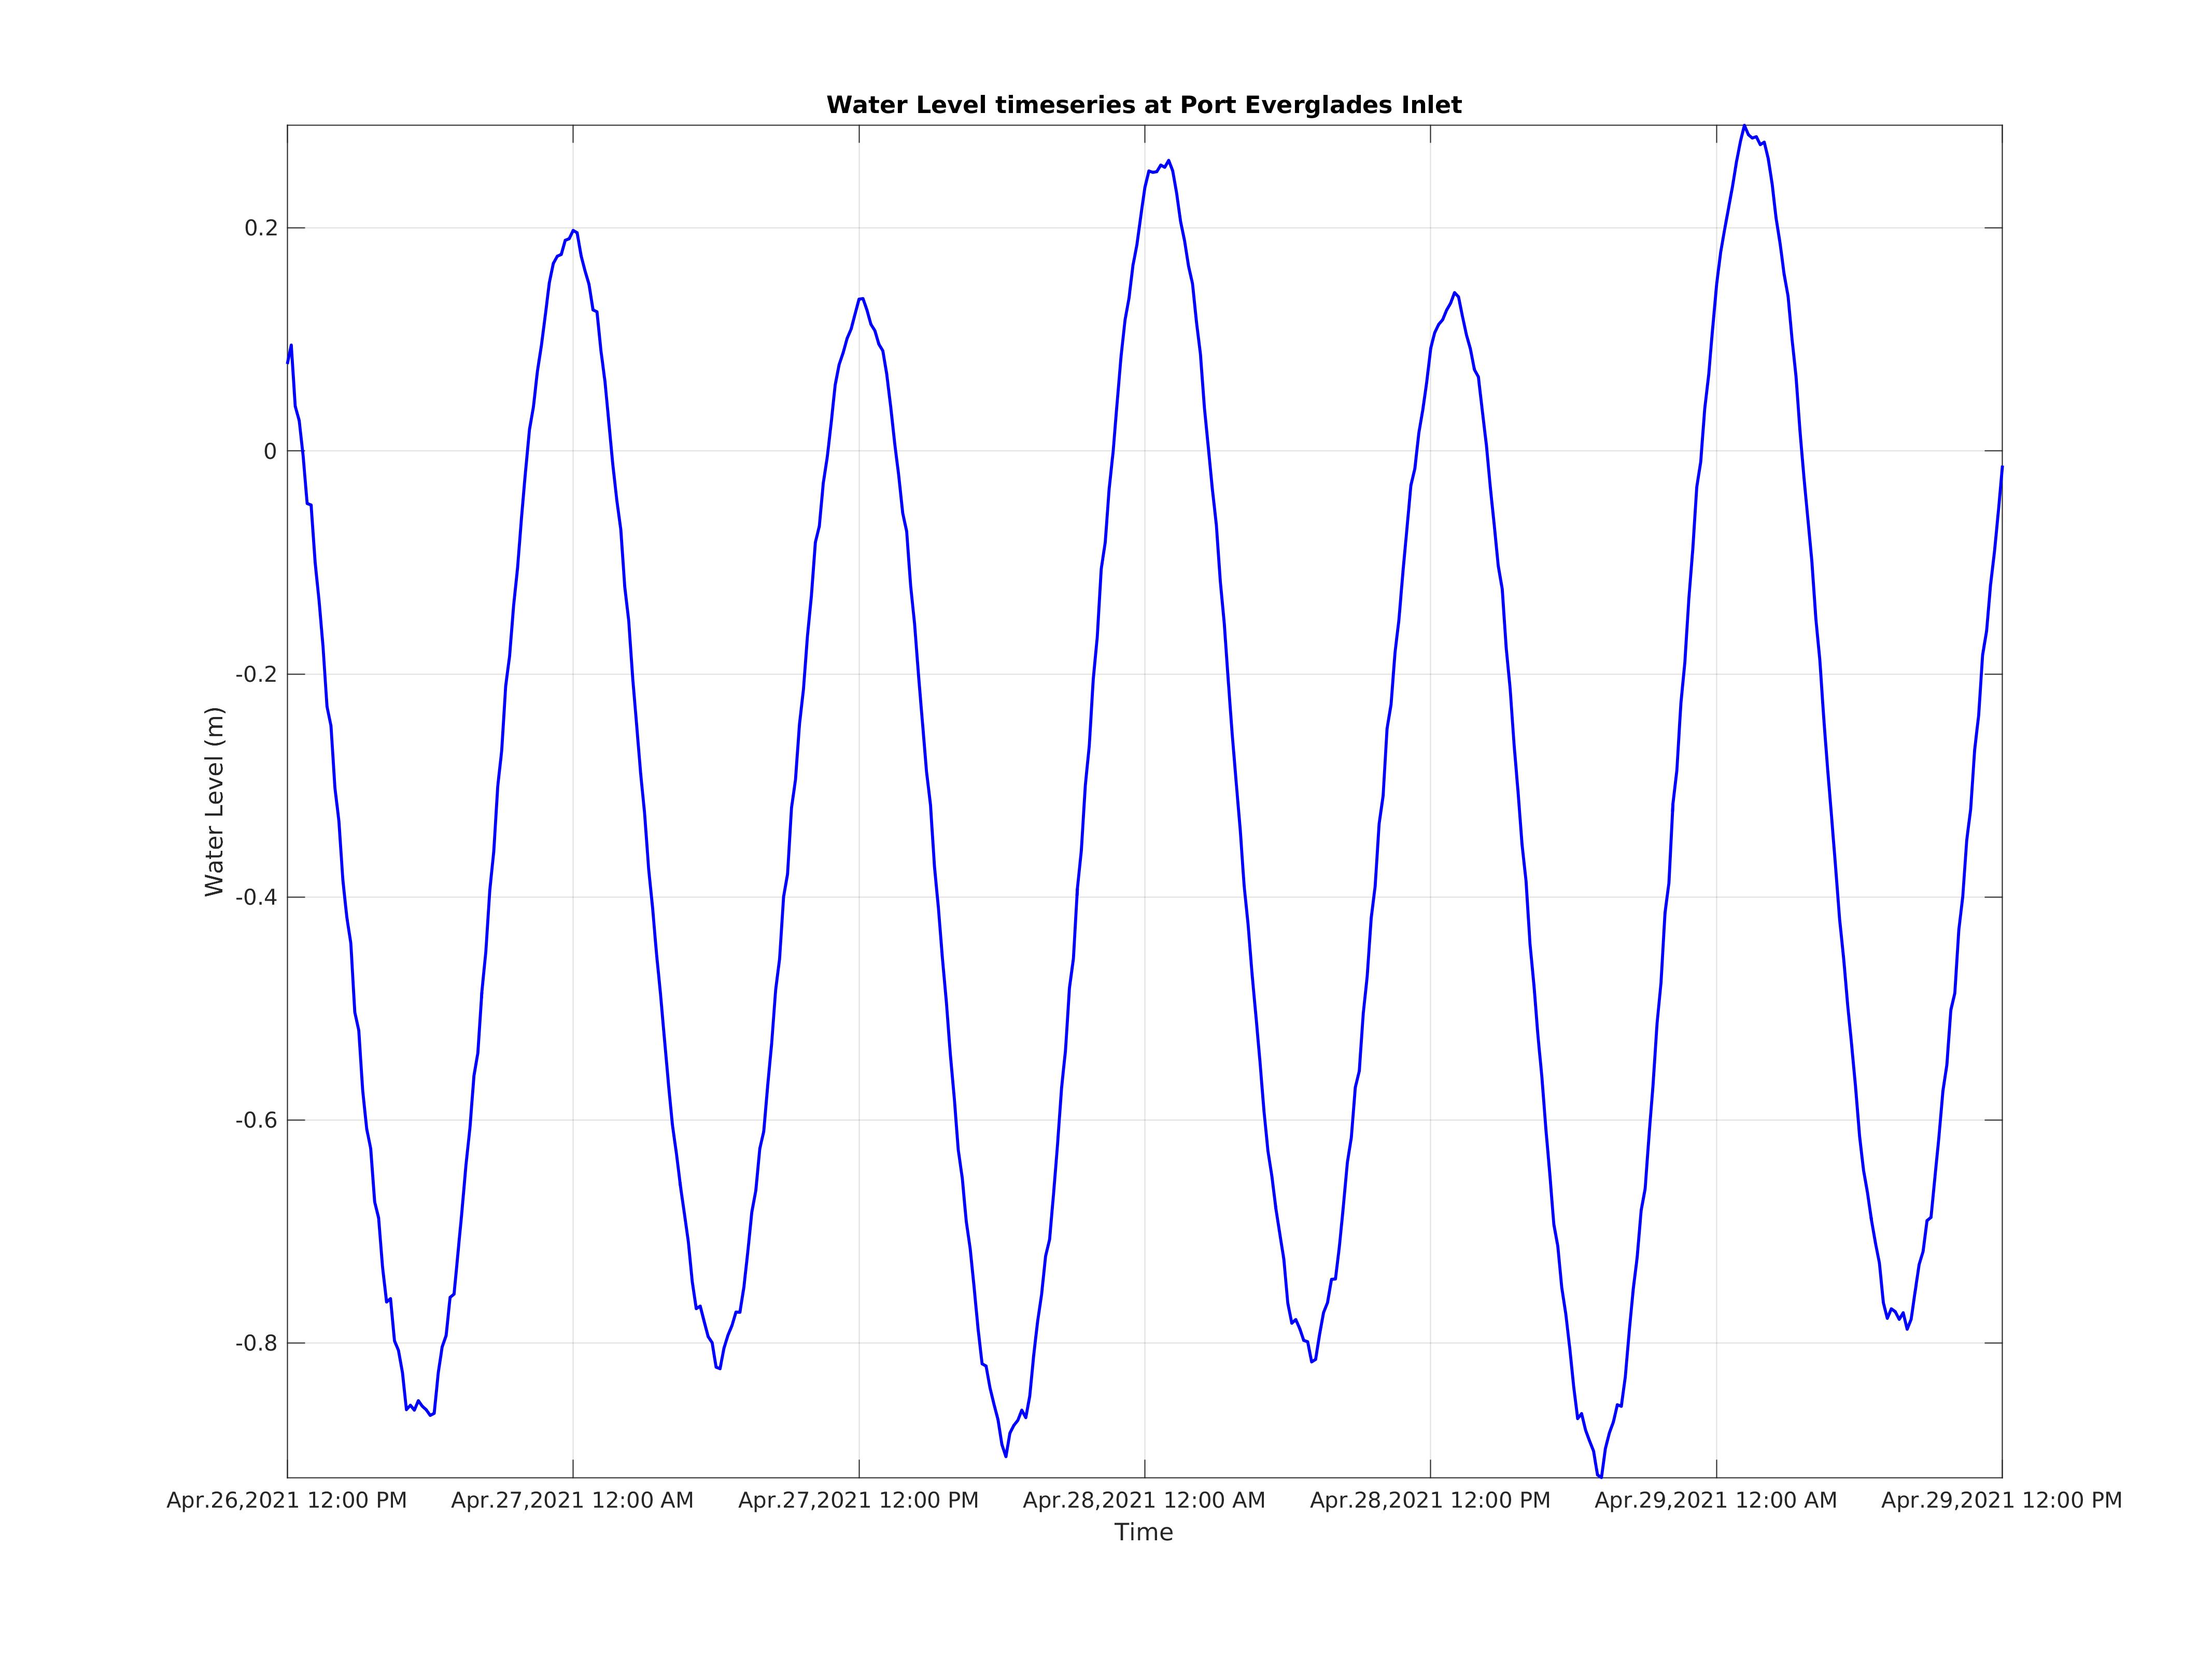 Water Level timeseries at Port Everglades Inlet
0.2
0
-0.2
-0.4
-0.6
-0.8
Water Level (m)
Apr.26,2021 12:00 PM Apr.27,2021 12:00 AM Apr.27,2021 12:00 PM Apr.28,2021 12:00 AM Apr.28,2021 12:00 PM Apr.29,2021 12:00 AM Apr.29,2021 12:00 PM
Time